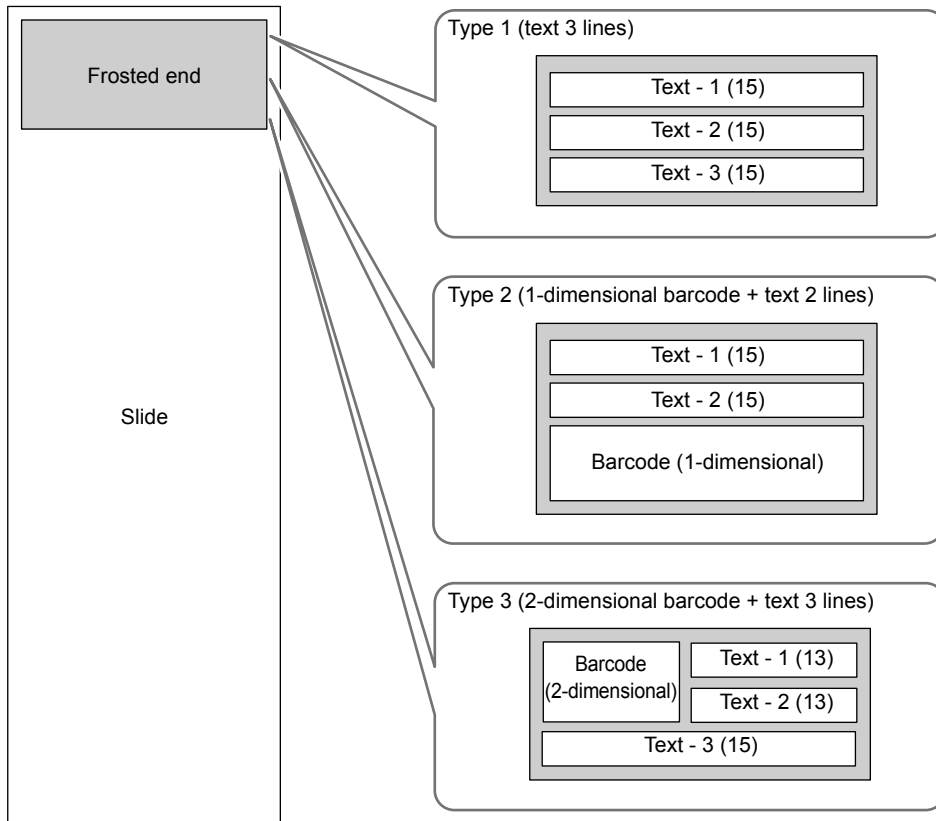 Frosted end
Slide
Type 1 (text 3 lines)
Text - 1 (15)
Text - 2 (15)
Text - 3 (15)
Type 2 (1-dimensional barcode + text 2 lines)
Text - 1 (15)
Text - 2 (15)
Barcode (1-dimensional)
Type 3 (2-dimensional barcode + text 3 lines)
Barcode
(2-dimensional)
Text - 1 (13)
Text - 2 (13)
Text - 3 (15)